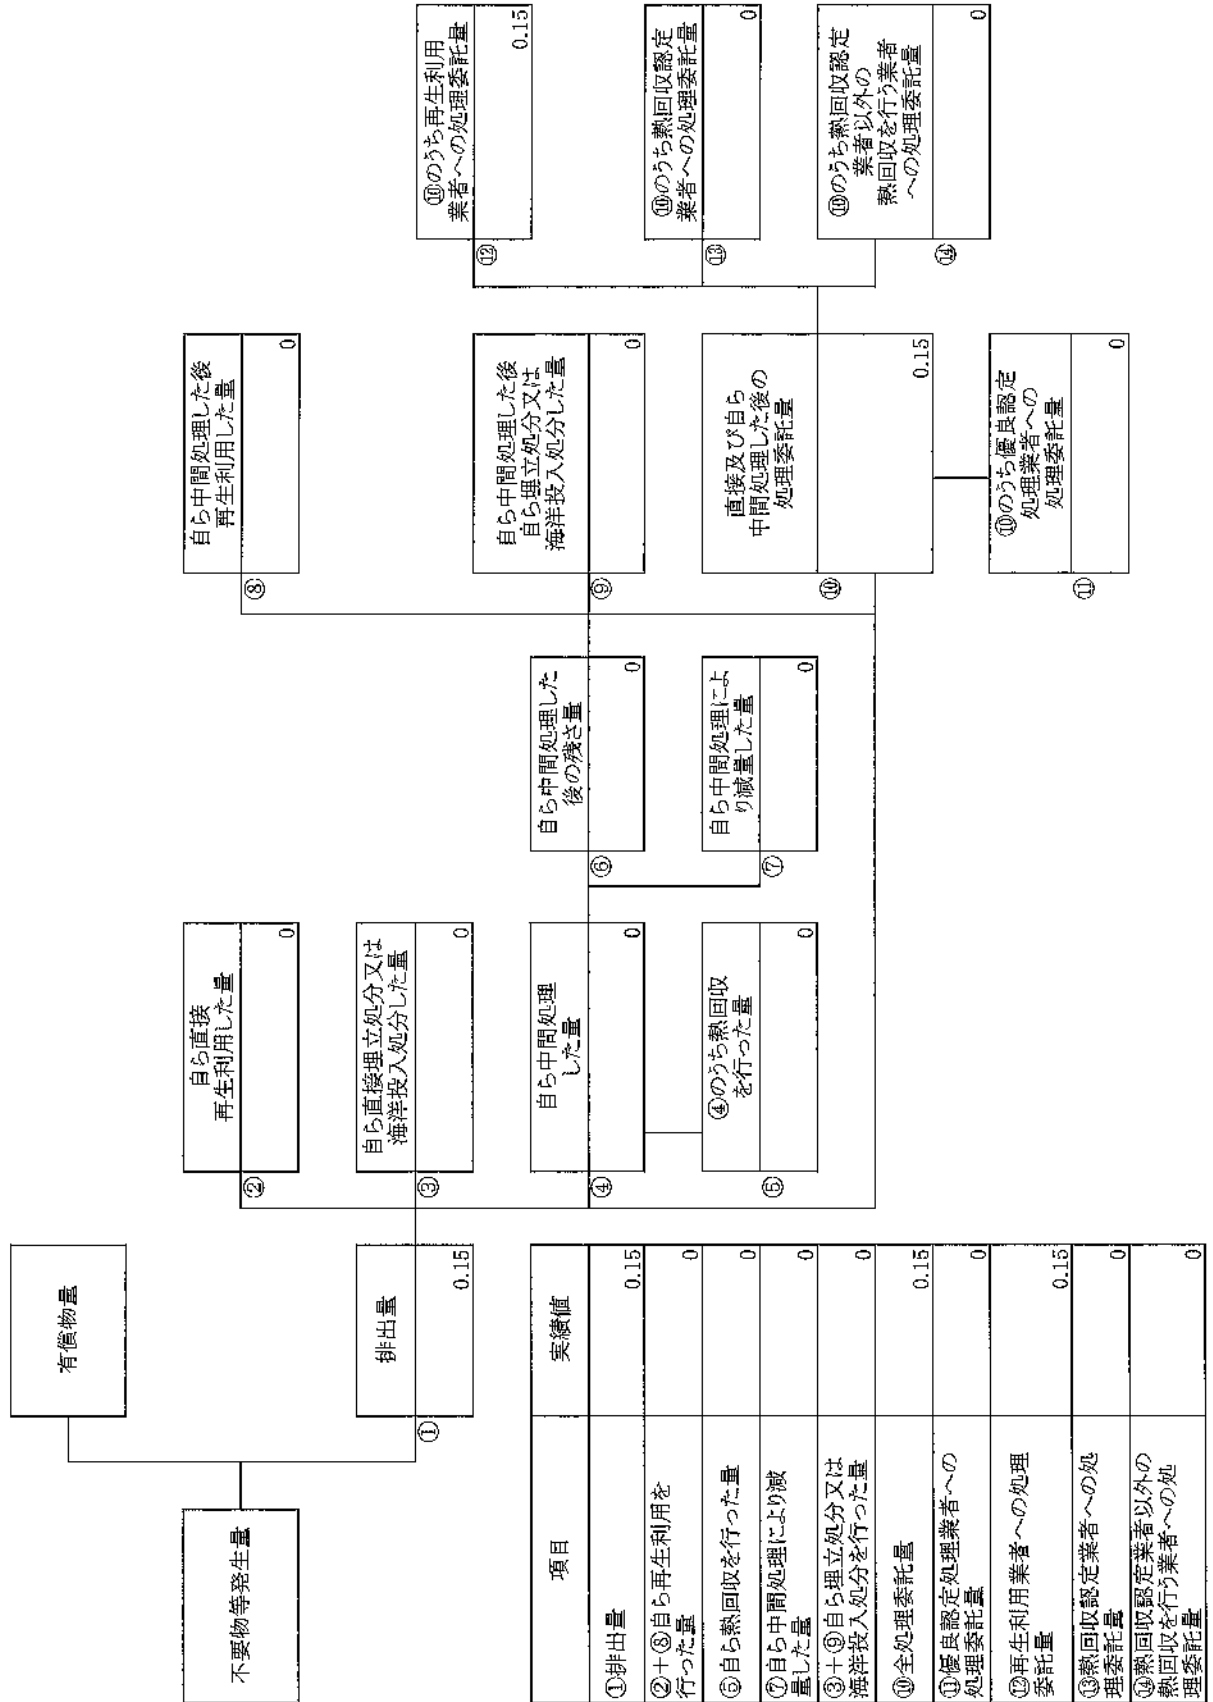 不要物等発生量
有償物量
排出量
①
0.15
②
自ら直接
再生利用した量
0
③
自ら直接埋立処分又は
海洋投入処分した量
0
④
自ら中間処理
した量
0
⑤
④のうち熱回収
を行った量
0
⑥
自ら中間処理した
後の残さ量
0
⑦
自ら中間処理によ
り減量した量
0
⑧
自ら中間処理した後
再生利用した量
0
⑨
自ら中間処理した後
自ら埋立処分又は
海洋投入処分した量
0
⑩
直接及び自ら
中間処理した後の
処理委託量
0.15
⑪
⑩のうち優良認定
処理業者への
処理委託量
0
⑫
⑩のうち再生利用
業者への処理委託量
0.15
⑬
⑩のうち熱回収認定
業者への処理委託量
0
⑭
⑩のうち熱回収認定
業者以外の
熱回収を行う業者
への処理委託量
0
項目
実績値
①排出量
0.15
②+⑧自ら再生利用を
行った量
0
⑤自ら熱回収を行った量
0
⑦自ら中間処理により減
量した量
0
③+⑨自ら埋立処分又は
海洋投入処分を行った量
0
⑩全処理委託量
0.15
⑪優良認定処理業者への
処理委託量
0
⑫再生利用業者への処理
委託量
0.15
⑬熱回収認定業者への処
理委託量
0
⑭熱回収認定業者以外の
熱回収を行う業者への処
理委託量
0